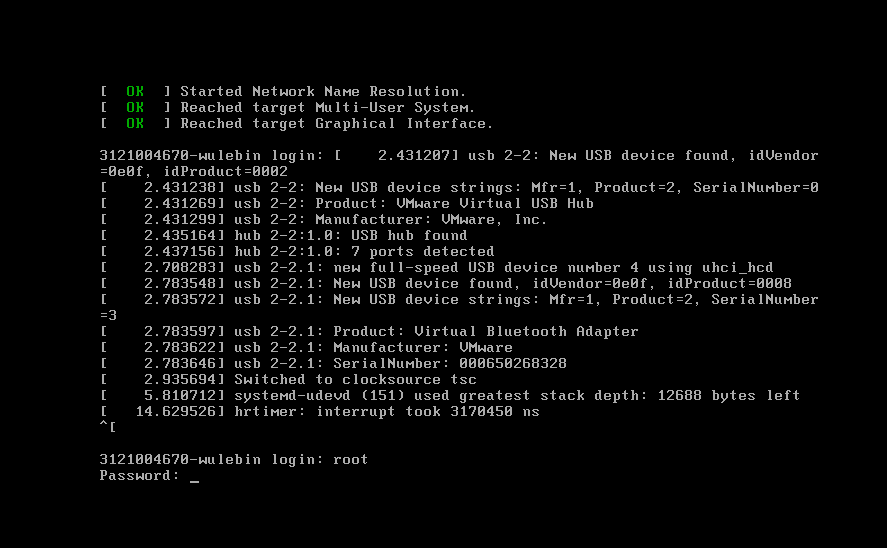 [  OK  ] Started Network Name Resolution.
[  OK  ] Reached target Multi-User System.
[  OK  ] Reached target Graphical Interface.
3121004670-wulebin login: [    2.431207] usb 2-2: New USB device found, idVendor
=0e0f, idProduct=0002
[    2.431238] usb 2-2: New USB device strings: Mfr=1, Product=2, SerialNumber=0
[    2.431269] usb 2-2: Product: VMware Virtual USB Hub
[    2.431299] usb 2-2: Manufacturer: VMware, Inc.
[    2.435164] hub 2-2:1.0: USB hub found
[    2.437156] hub 2-2:1.0: 7 ports detected
[    2.708283] usb 2-2.1: new full-speed USB device number 4 using uhci_hcd
[    2.783548] usb 2-2.1: New USB device found, idVendor=0e0f, idProduct=0008
[    2.783572] usb 2-2.1: New USB device strings: Mfr=1, Product=2, SerialNumber
=3
[    2.783597] usb 2-2.1: Product: Virtual Bluetooth Adapter
[    2.783622] usb 2-2.1: Manufacturer: VMware
[    2.783646] usb 2-2.1: SerialNumber: 000650268328
[    2.935694] Switched to clocksource tsc
[    5.810712] systemd-udevd (151) used greatest stack depth: 12688 bytes left
[   14.629526] hrtimer: interrupt took 3170450 ns
^[
3121004670-wulebin login: root
Password: _